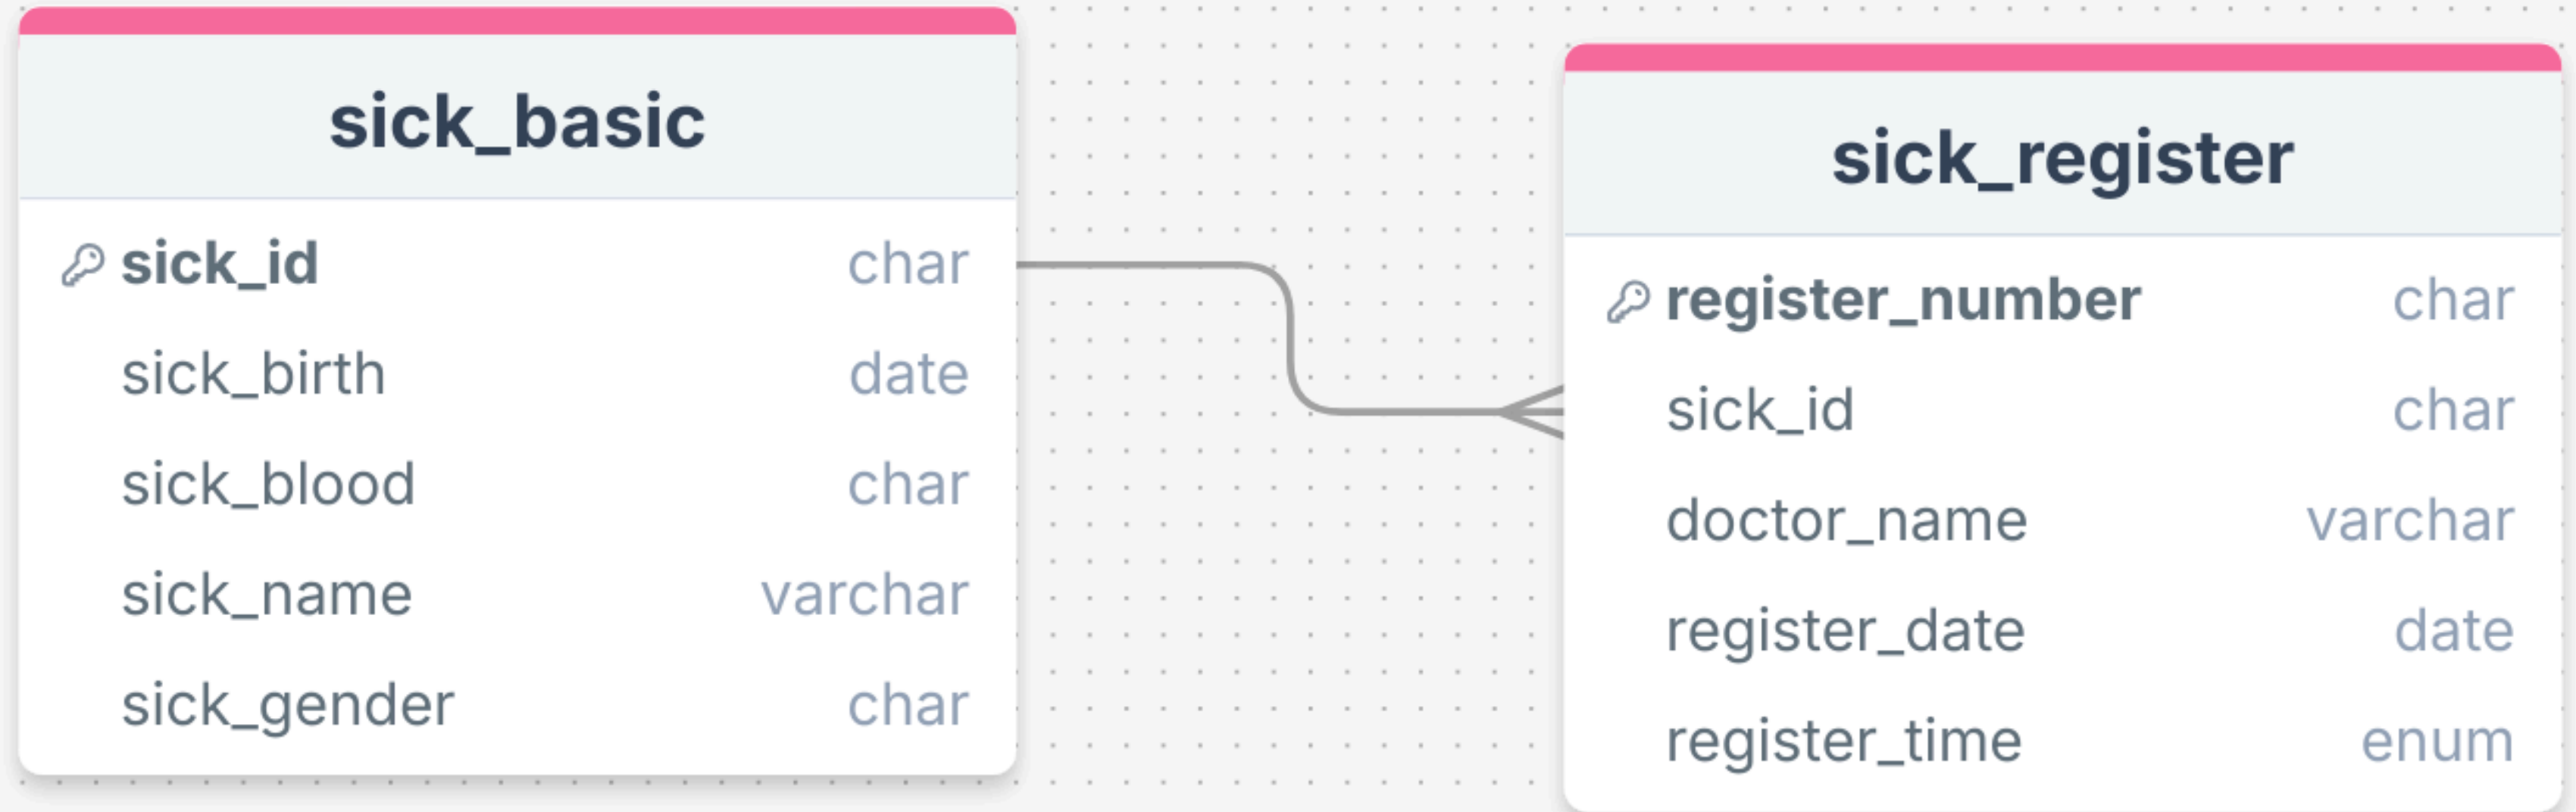 sick_basic
sick_id char
sick_birth date
sick_blood char
sick_name varchar
sick_gender char
sick_register
register_number char
sick_id char
doctor_name varchar
register_date date
register_time enum